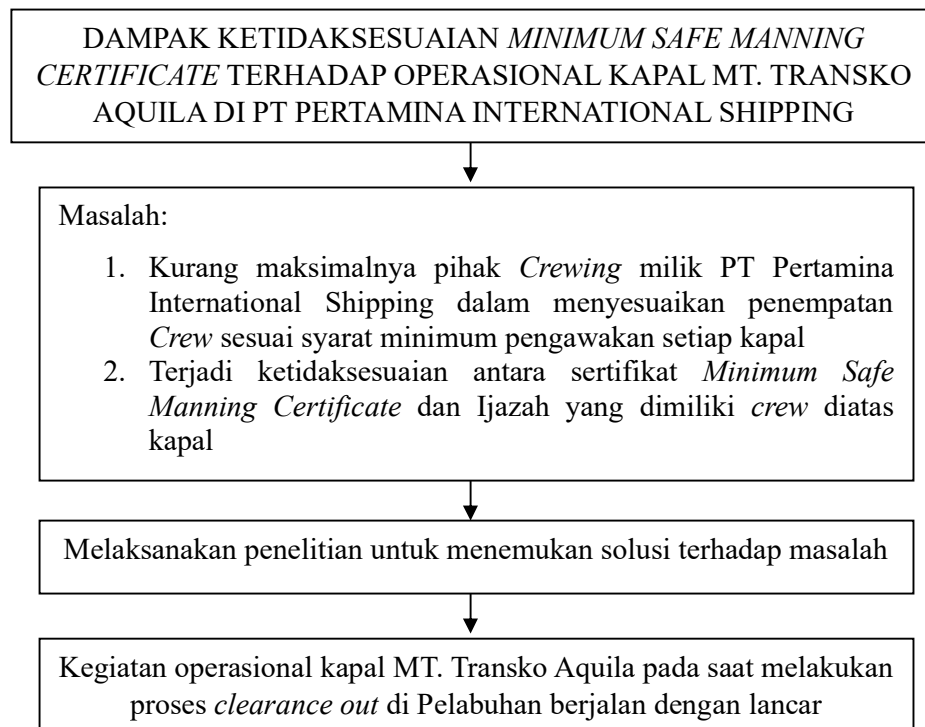 DAMPAK KETIDAKSESUAIAN MINIMUM SAFE MANNING
CERTIFICATE TERHADAP OPERASIONAL KAPAL MT. TRANSKO
AQUILA DI PT PERTAMINA INTERNATIONAL SHIPPING
Masalah:
1. Kurang maksimalnya pihak Crewing milik PT Pertamina
International Shipping dalam menyesuaikan penempatan
Crew sesuai syarat minimum pengawakan setiap kapal
2. Terjadi ketidaksesuaian antara sertifikat Minimum Safe
Manning Certificate dan Ijazah yang dimiliki crew diatas
kapal
Melaksanakan penelitian untuk menemukan solusi terhadap masalah
Kegiatan operasional kapal MT. Transko Aquila pada saat melakukan
proses clearance out di Pelabuhan berjalan dengan lancar